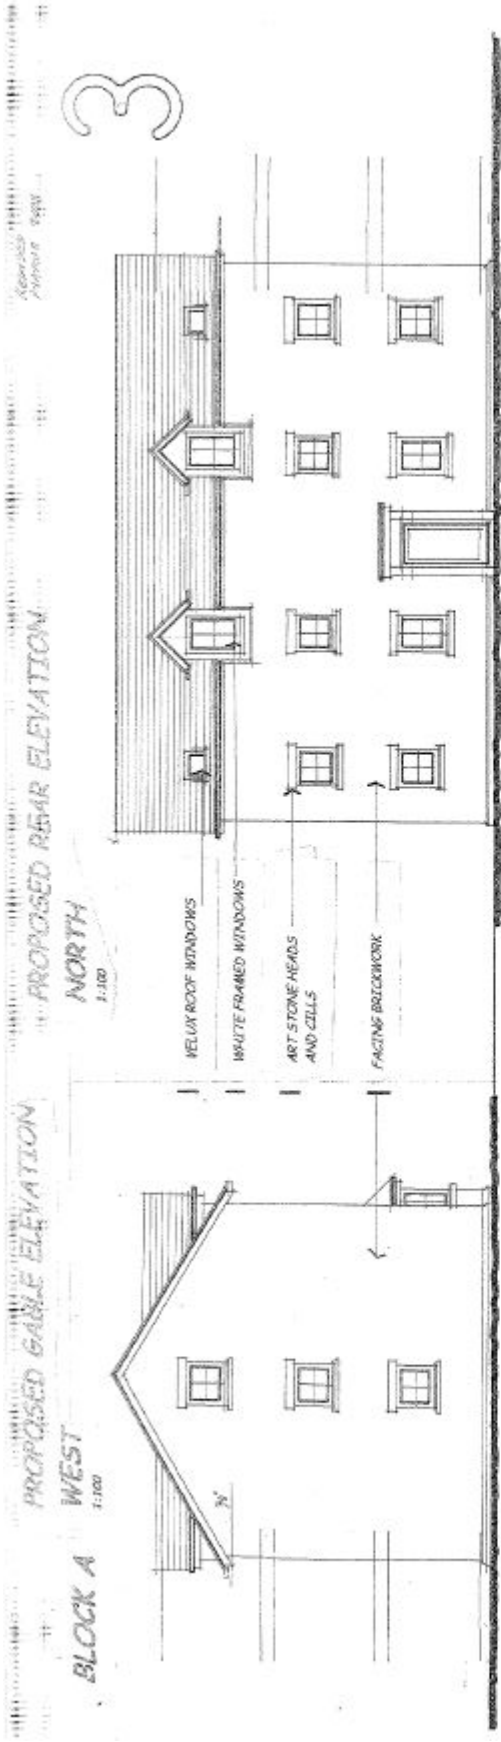 PROPOSED GABLE ELEVATION
BLOCK A WEST
1:100
PROPOSED REAR ELEVATION
NORTH
1:100
REVISED
3
VELUX ROOF WINDOWS
WHITE FRAMED WINDOWS
ART STONE HEADS
AND CILLS
FACING BRICKWORK